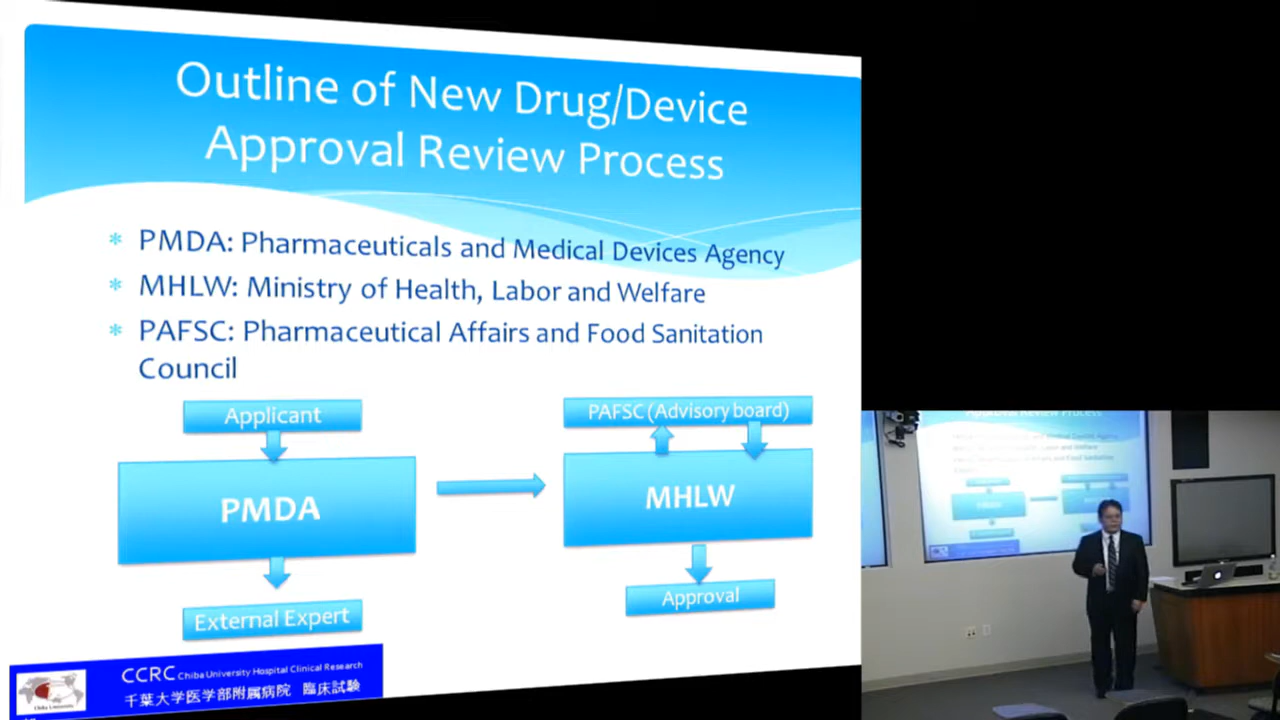 Outline of New Drug/Device
Approval Review Process
* PMDA: Pharmaceuticals and Medical Devices Agency
* MHLW: Ministry of Health, Labor and Welfare
* PAFSC: Pharmaceutical Affairs and Food Sanitation
Council
Applicant
PMDA
External Expert
PAFSC (Advisory board)
MHLW
Approval
CCRC Chiba University Hospital Clinical Research
千葉大学医学部附属病院 臨床試験
Chiba University